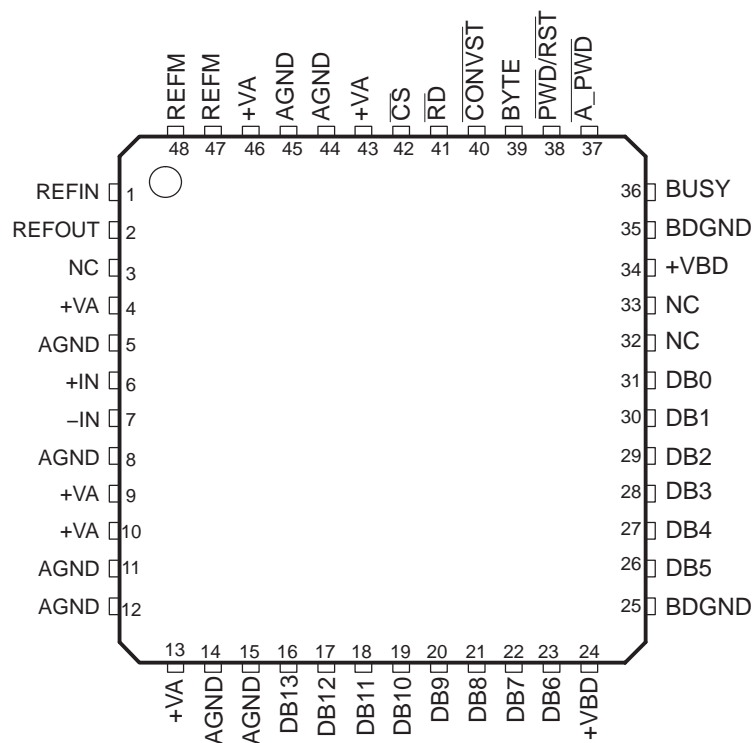 REFM
REFM
+VA
AGND
AGND
+VA
CS
RD
CONVST
BYTE
PWD/RST
A_PWD
48 47 46 45 44 43 42 41 40 39 38 37
REFIN 1
REFOUT 2
NC 3
+VA 4
AGND 5
+IN 6
−IN 7
AGND 8
+VA 9
+VA 10
AGND 11
AGND 12
36 BUSY
35 BDGND
34 +VBD
33 NC
32 NC
31 DB0
30 DB1
29 DB2
28 DB3
27 DB4
26 DB5
25 BDGND
13 14 15 16 17 18 19 20 21 22 23 24
+VA
AGND
AGND
DB13
DB12
DB11
DB10
DB9
DB8
DB7
DB6
+VBD